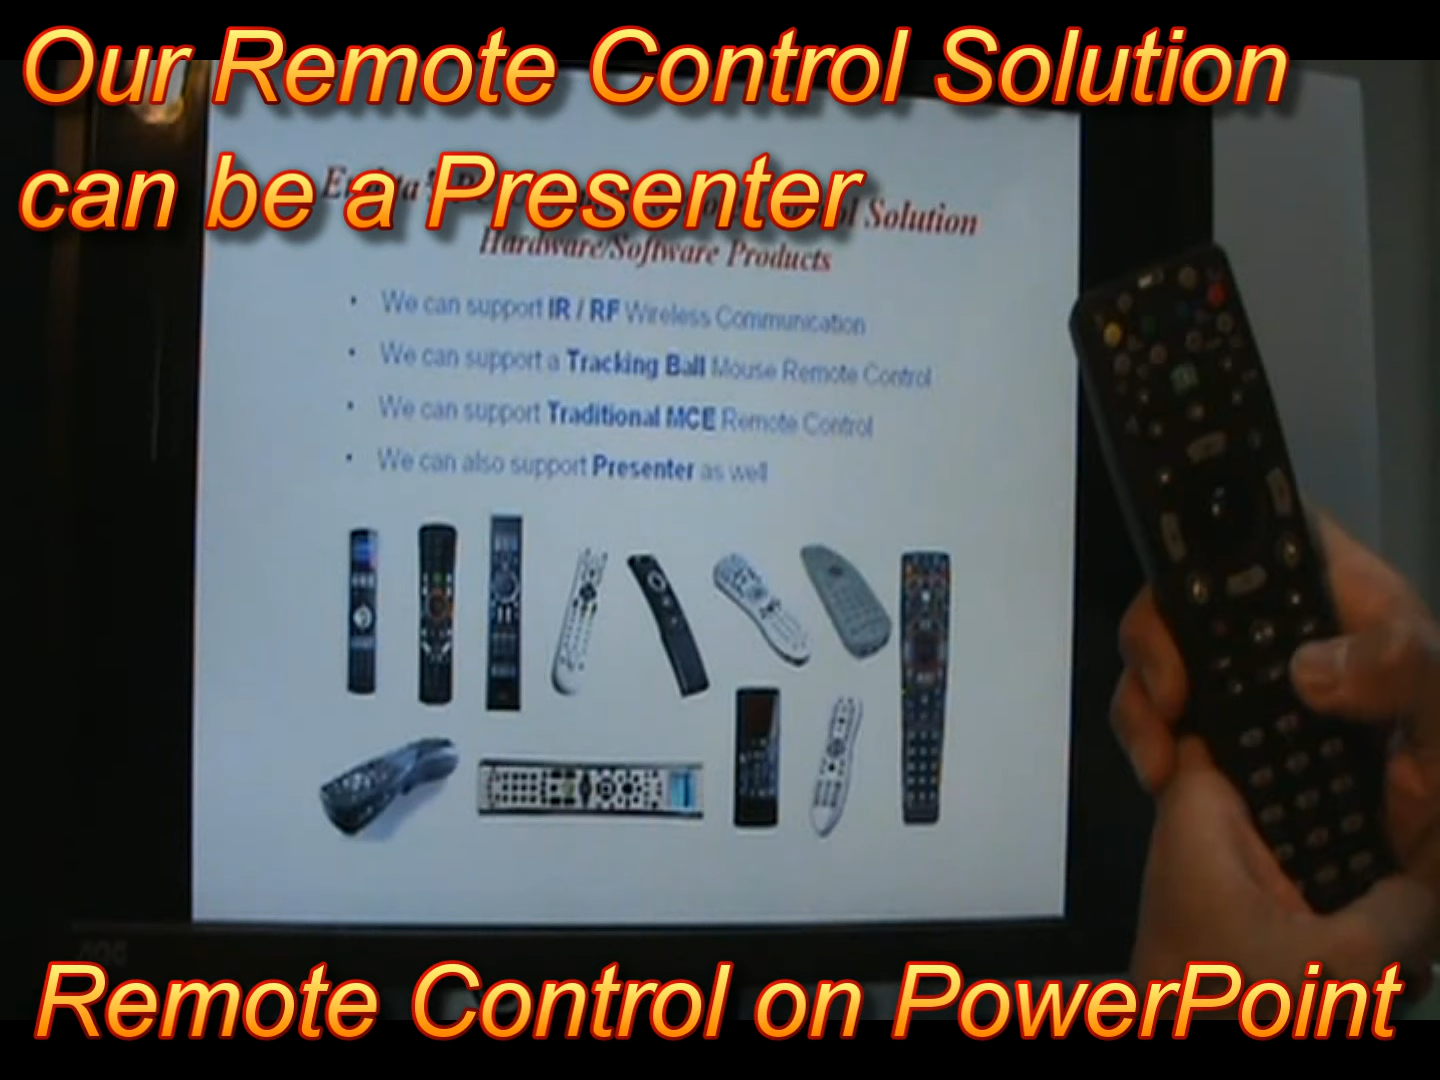 Our Remote Control Solution
can be a Presenter
Solution
Hardware/Software Products
• We can support IR / RF Wireless Communication
• We can support a Tracking Ball Mouse Remote Control
• We can support Traditional MCE Remote Control
• We can also support Presenter as well
AOC
Remote Control on PowerPoint